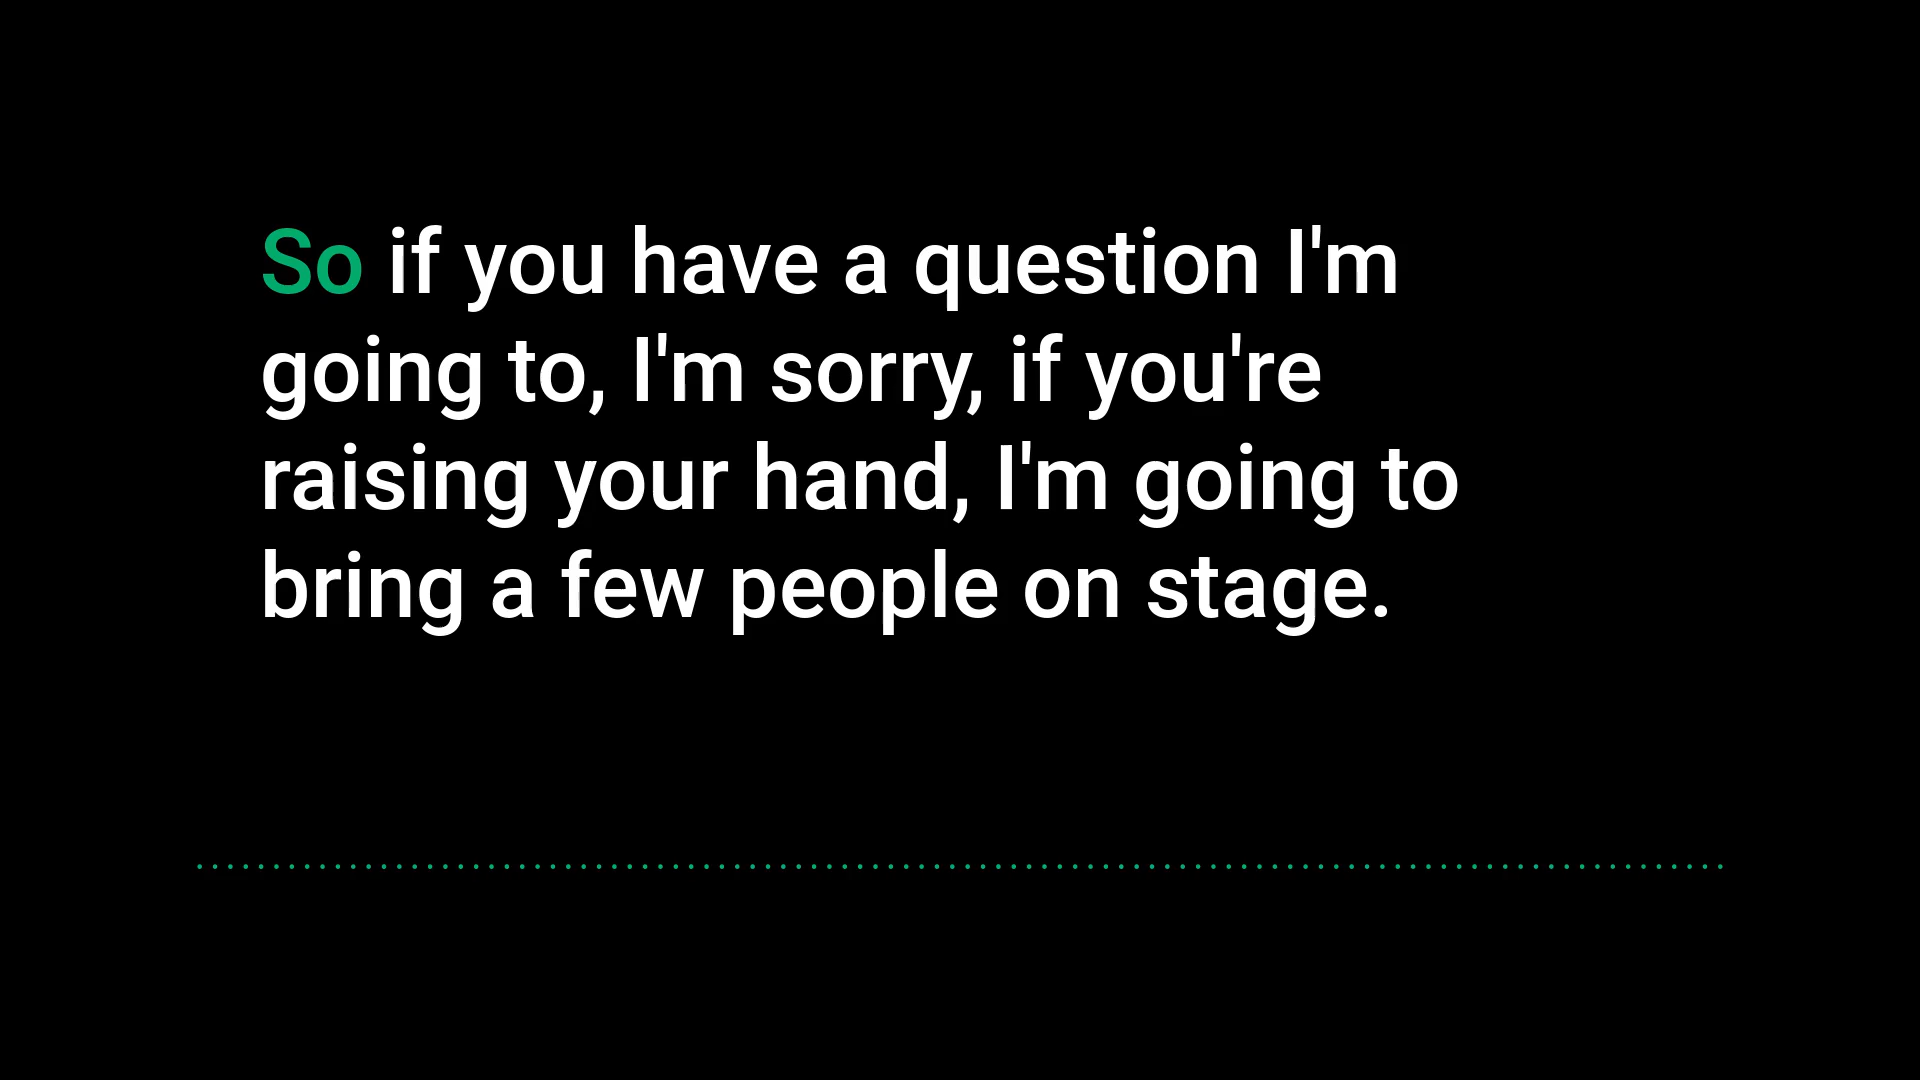 So if you have a question I'm
going to, I'm sorry, if you're
raising your hand, I'm going to
bring a few people on stage.